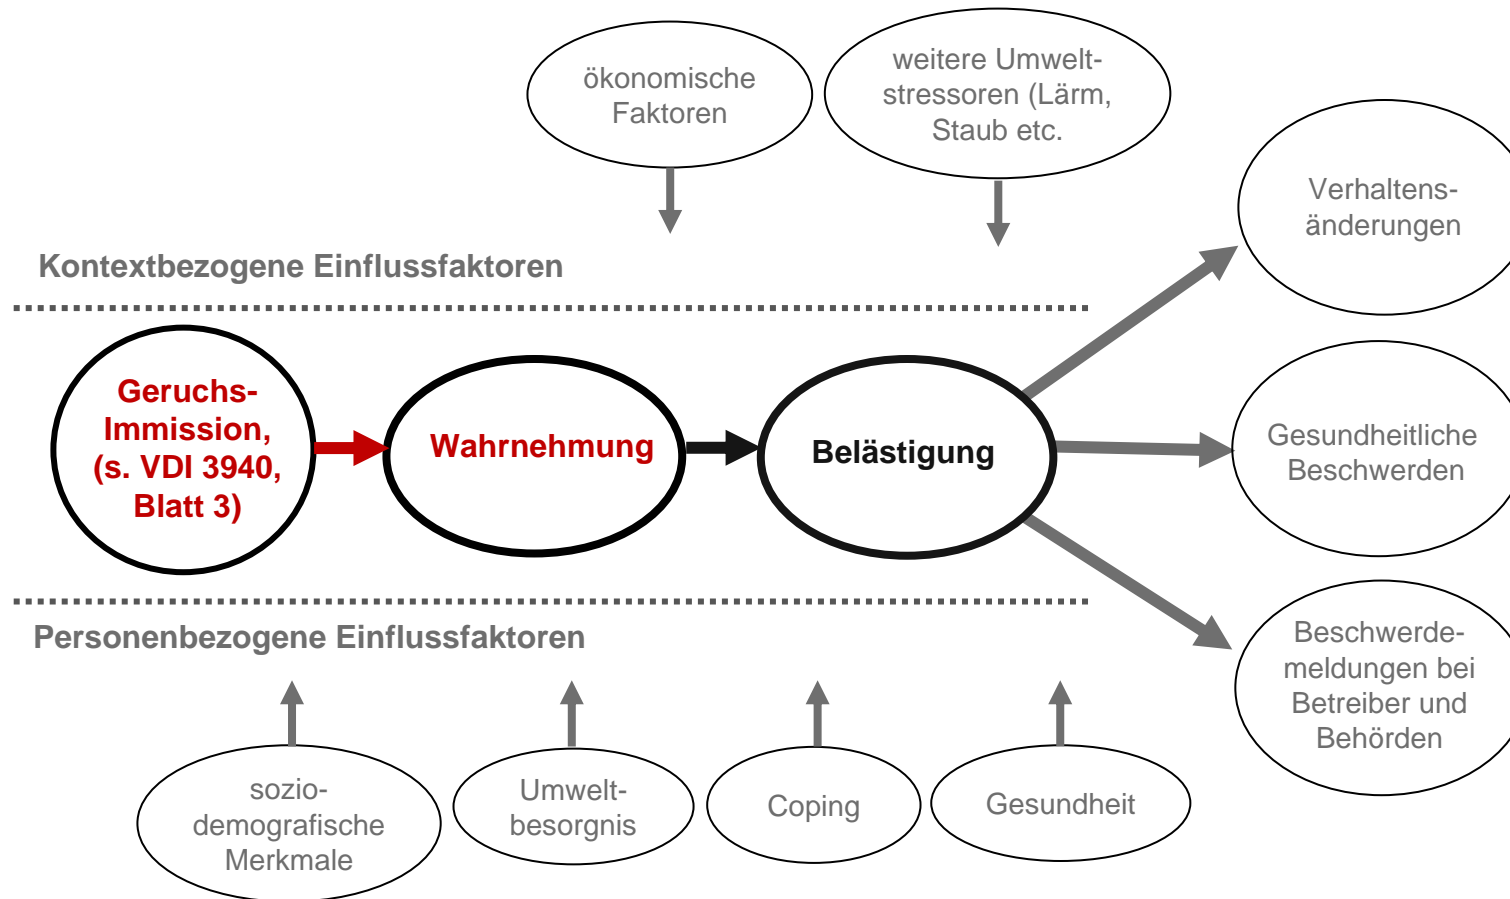 ökonomische
Faktoren
weitere Umwelt-
stressoren (Lärm,
Staub etc.
Verhaltens-
änderungen
Kontextbezogene Einflussfaktoren
Geruchs-
Immission,
(s. VDI 3940,
Blatt 3)
Wahrnehmung
Belästigung
Gesundheitliche
Beschwerden
Personenbezogene Einflussfaktoren
Beschwerde-
meldungen bei
Betreiber und
Behörden
sozio-
demografische
Merkmale
Umwelt-
besorgnis
Coping
Gesundheit